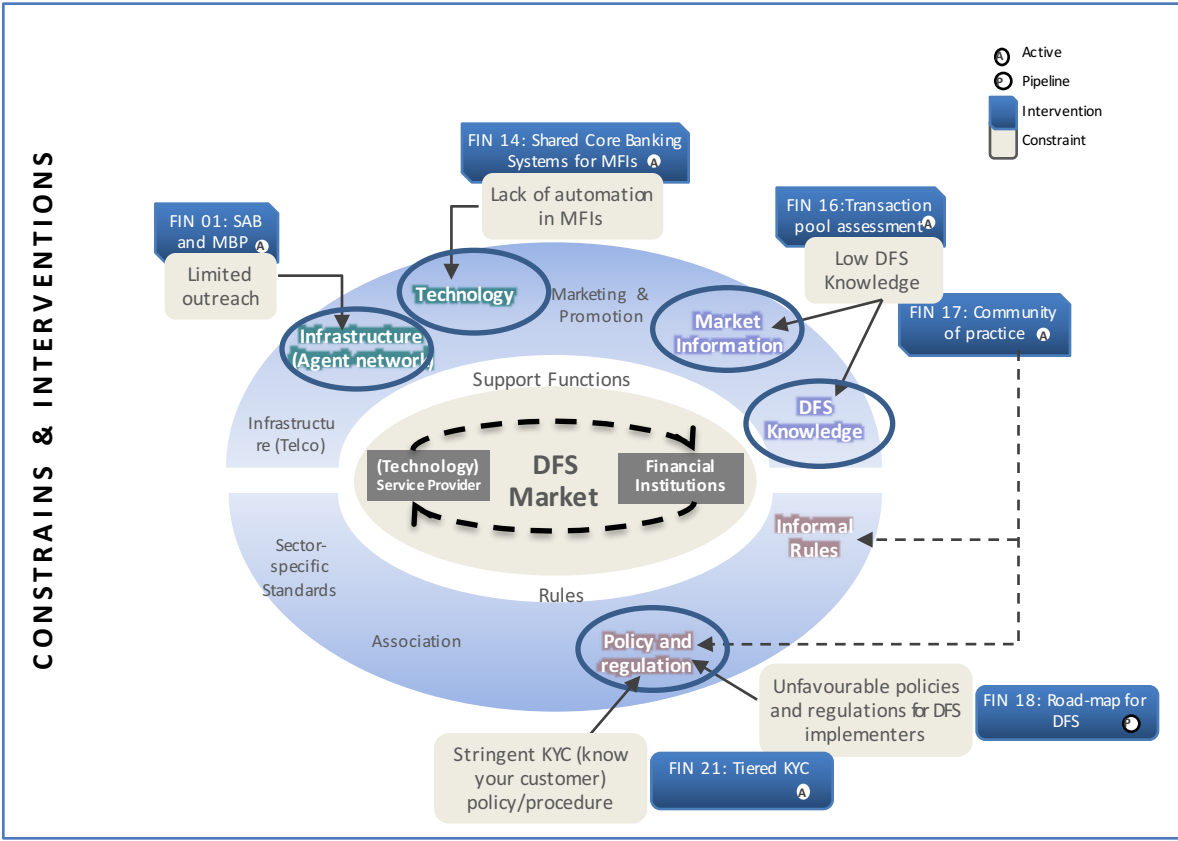 CONSTRAINS & INTERVENTIONS
A Active
P Pipeline
Intervention
Constraint
FIN 14: Shared Core Banking
Systems for MFIs A
Lack of automation
in MFIs
FIN 01: SAB
and MBP A
Limited
outreach
FIN 16:Transaction
pool assessment A
Low DFS
Knowledge
FIN 17: Community
of practice A
Technology
Marketing &
Promotion
Infrastructure
(Agent network)
Market
Information
DFS
Knowledge
Support Functions
Infrastructu
re (Telco)
(Technology)
Service Provider
DFS
Market
Financial
Institutions
Informal
Rules
Sector-
specific
Standards
Rules
Association
Policy and
regulation
Unfavourable policies
and regulations for DFS
implementers
FIN 18: Road-map for
DFS P
Stringent KYC (know
your customer)
policy/procedure
FIN 21: Tiered KYC
A